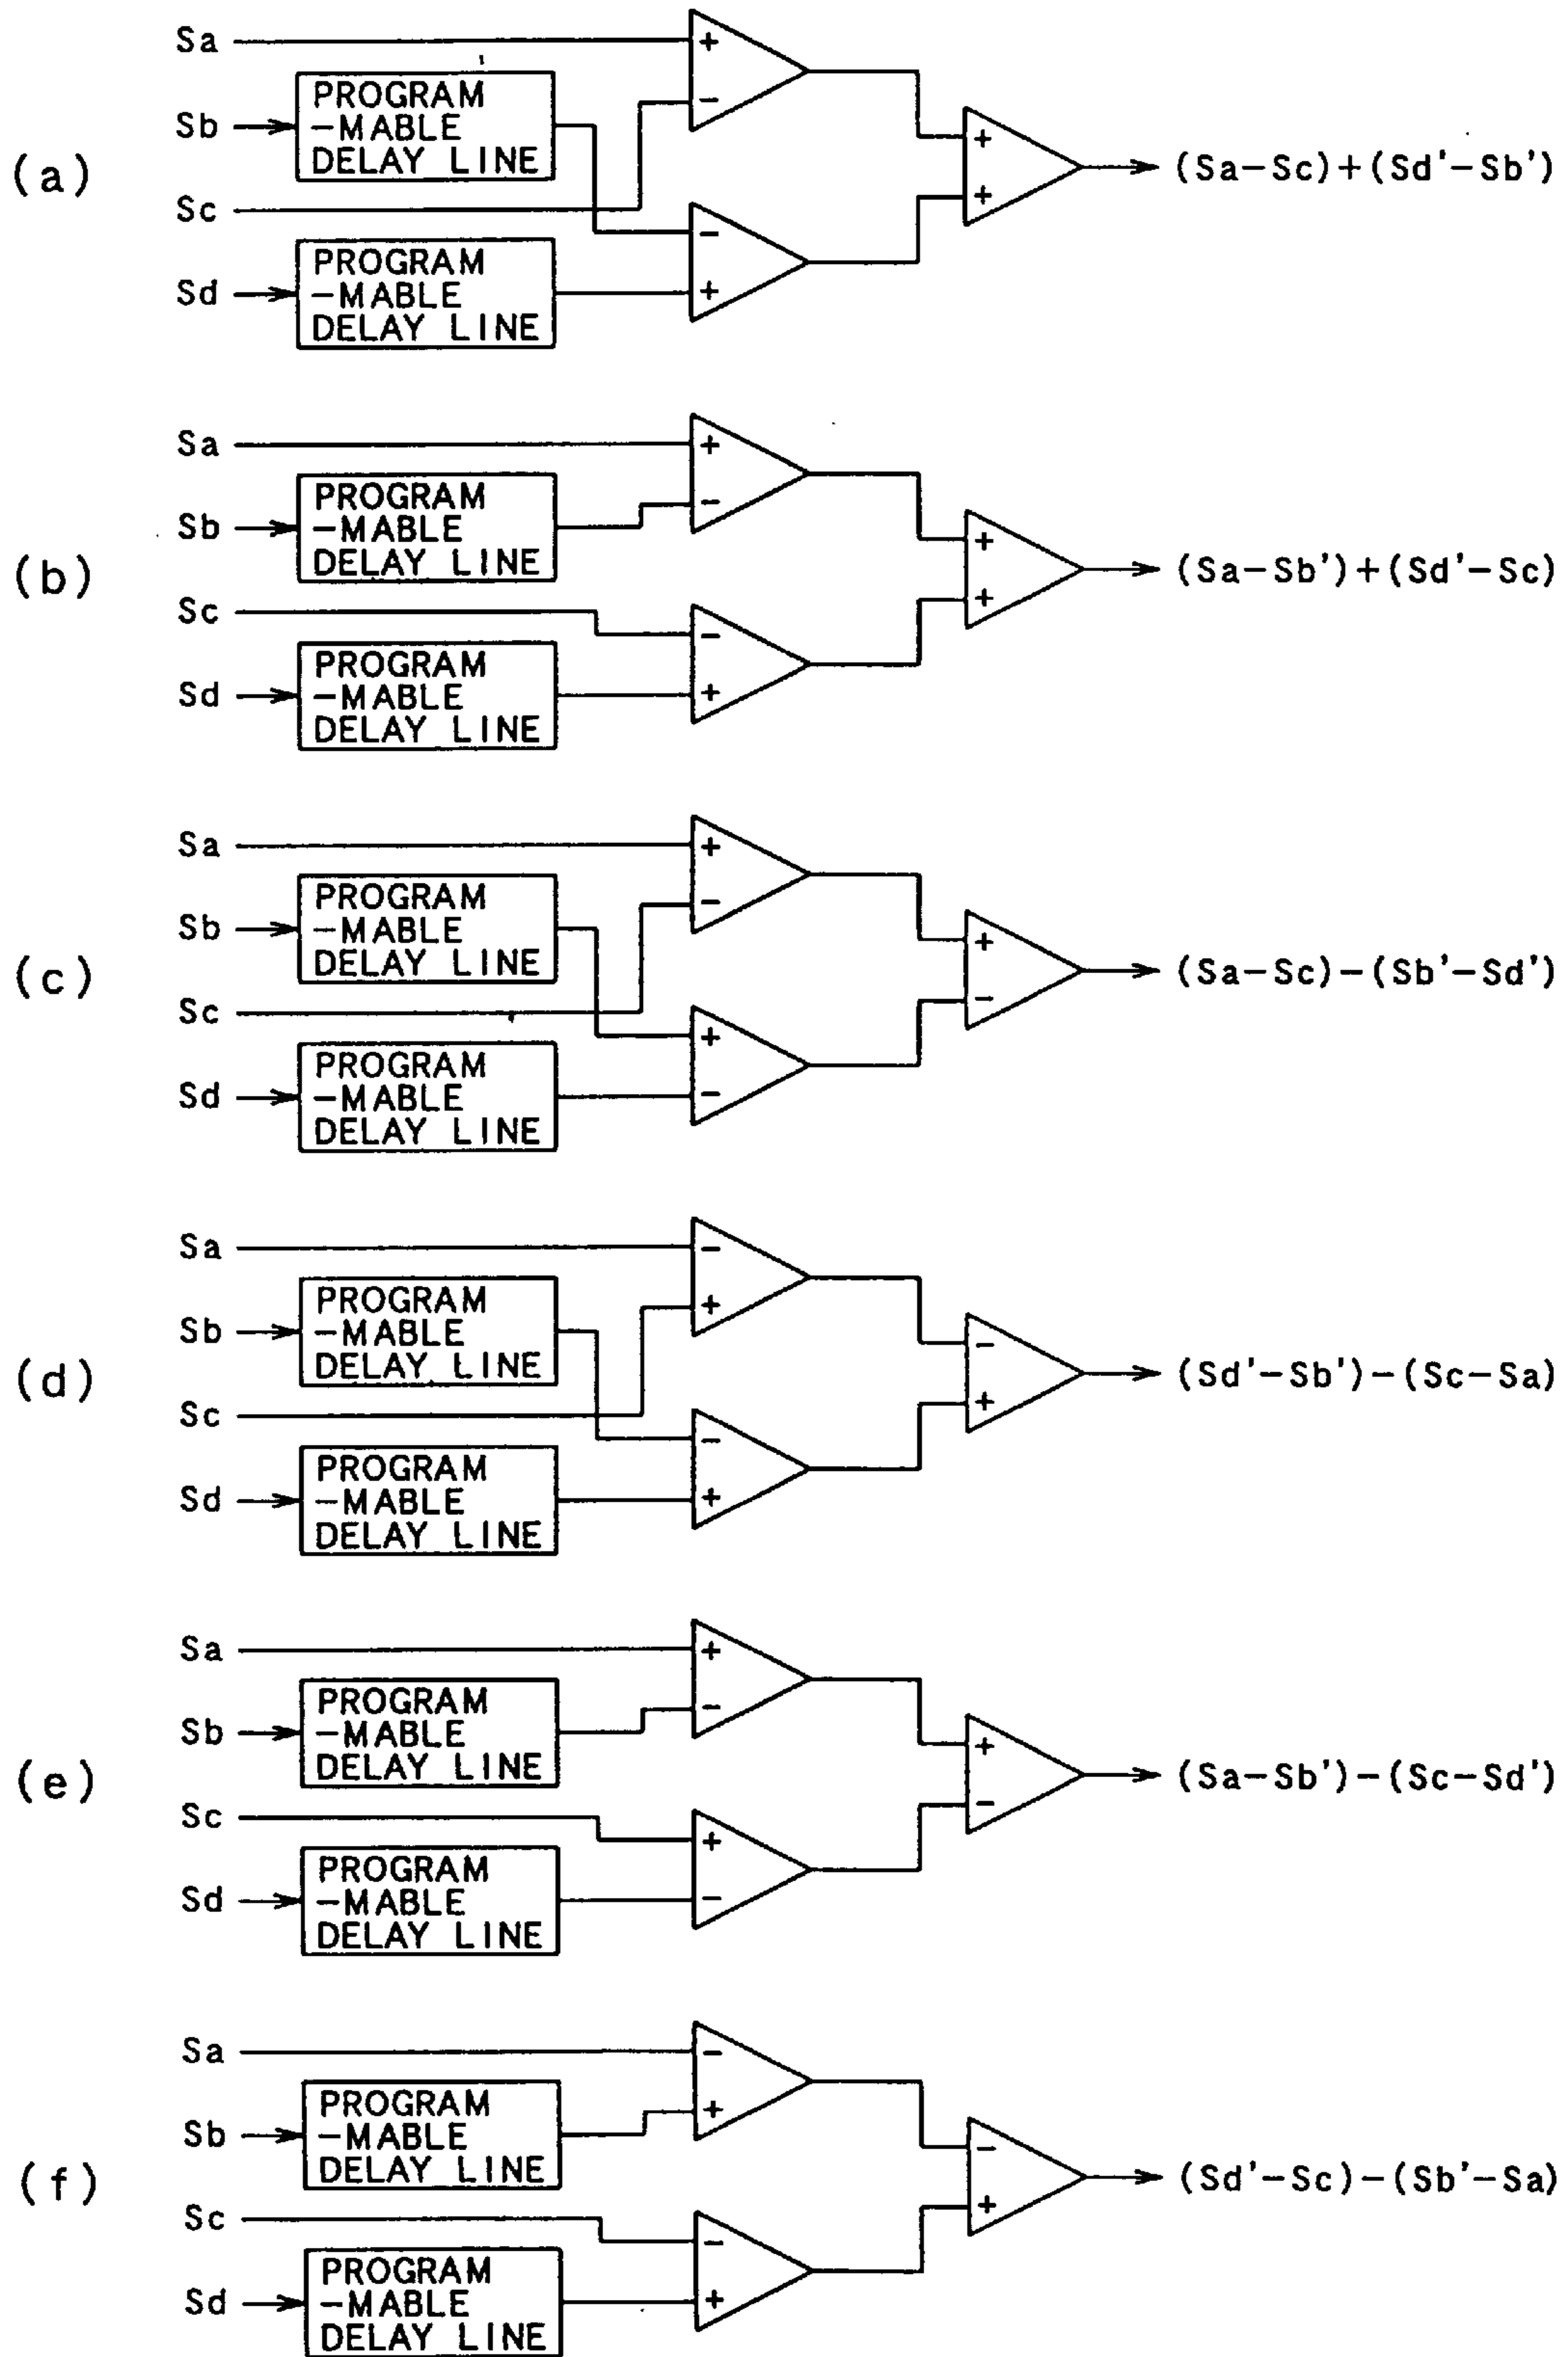 (a)
Sa
Sb
PROGRAM
-MABLE
DELAY LINE
Sc
Sd
PROGRAM
-MABLE
DELAY LINE
+
-
-
+
+
+
(Sa-Sc)+(Sd'-Sb')
(b)
Sa
Sb
PROGRAM
-MABLE
DELAY LINE
Sc
Sd
PROGRAM
-MABLE
DELAY LINE
+
-
-
+
+
+
(Sa-Sb')+(Sd'-Sc)
(c)
Sa
Sb
PROGRAM
-MABLE
DELAY LINE
Sc
Sd
PROGRAM
-MABLE
DELAY LINE
+
-
+
-
+
-
(Sa-Sc)-(Sb'-Sd')
(d)
Sa
Sb
PROGRAM
-MABLE
DELAY LINE
Sc
Sd
PROGRAM
-MABLE
DELAY LINE
-
+
-
+
-
+
(Sd'-Sb')-(Sc-Sa)
(e)
Sa
Sb
PROGRAM
-MABLE
DELAY LINE
Sc
Sd
PROGRAM
-MABLE
DELAY LINE
+
-
+
-
+
-
(Sa-Sb')-(Sc-Sd')
(f)
Sa
Sb
PROGRAM
-MABLE
DELAY LINE
Sc
Sd
PROGRAM
-MABLE
DELAY LINE
-
+
-
+
-
+
(Sd'-Sc)-(Sb'-Sa)